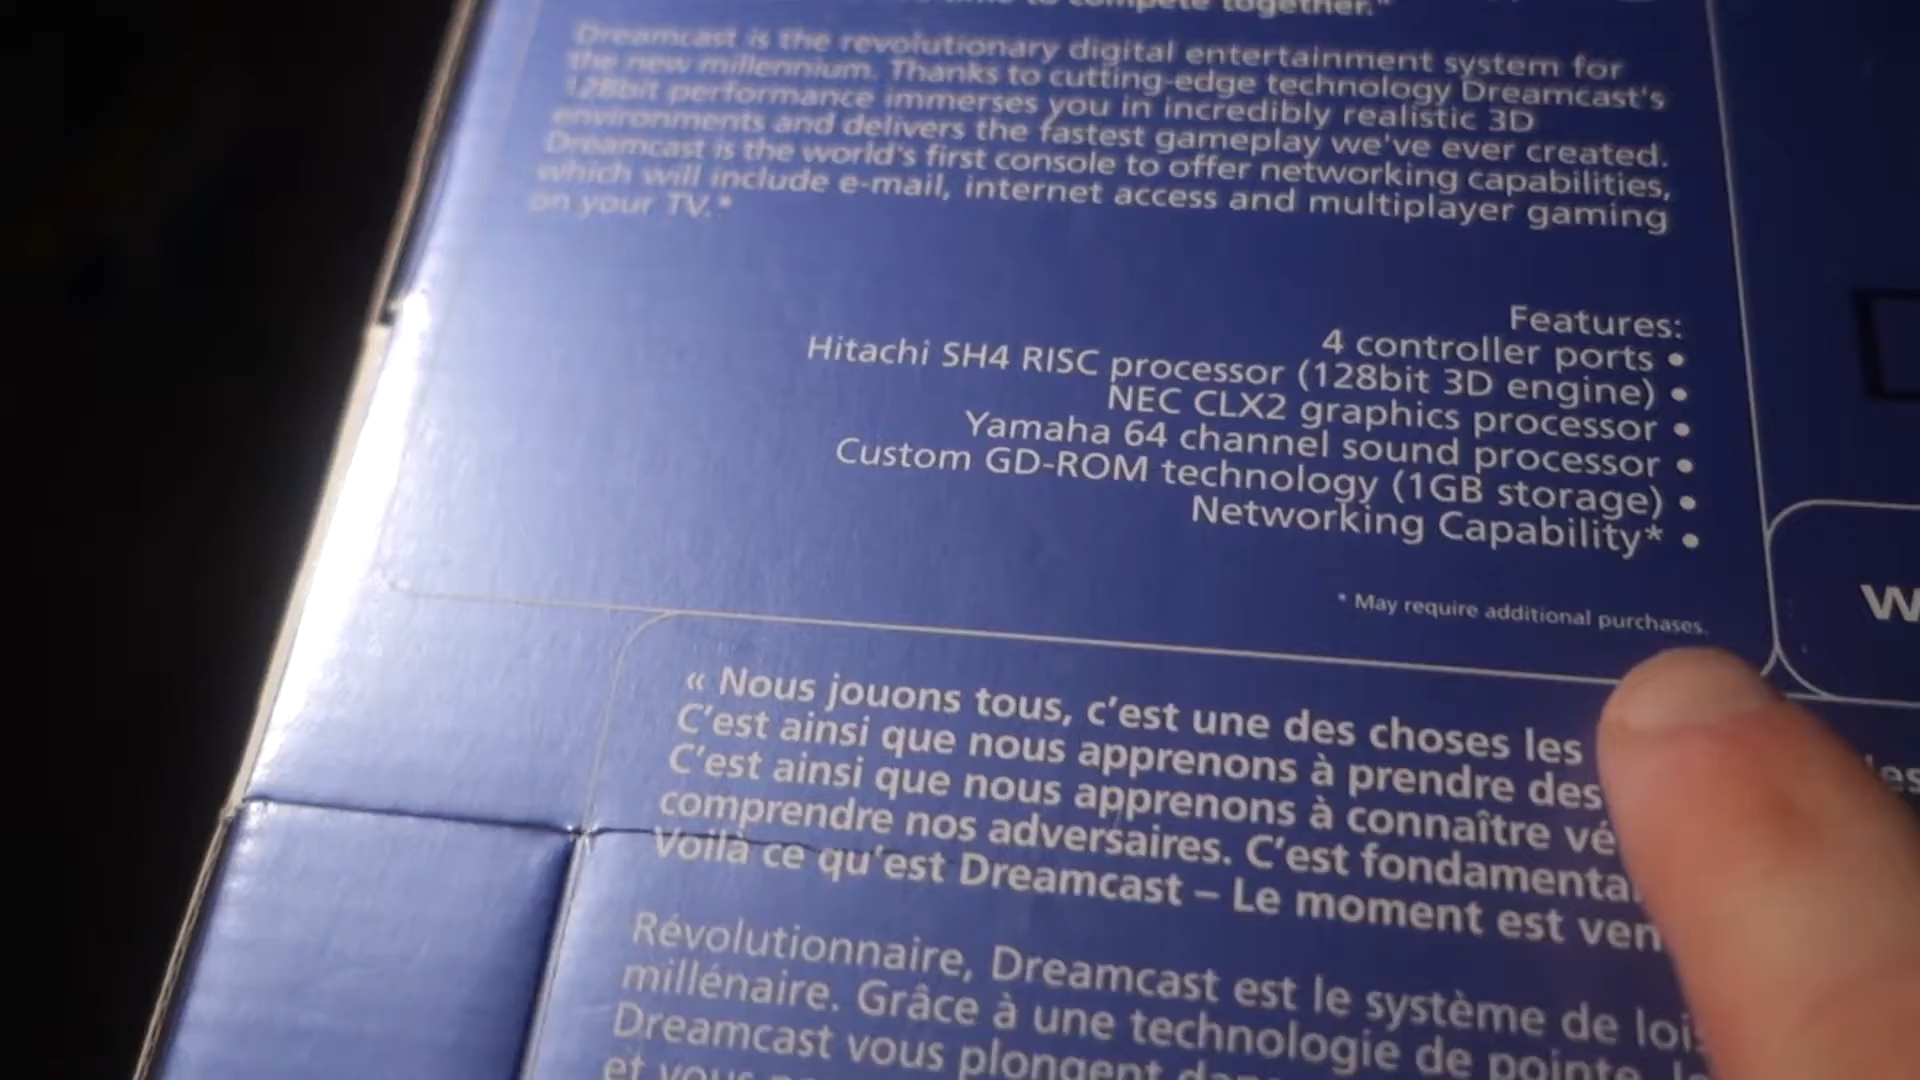 to compete together."
Dreamcast is the revolutionary digital entertainment system for
the new millennium. Thanks to cutting-edge technology Dreamcast's
128bit performance immerses you in incredibly realistic 3D
environments and delivers the fastest gameplay we've ever created.
Dreamcast is the world's first console to offer networking capabilities,
which will include e-mail, internet access and multiplayer gaming
on your TV.*
Features:
4 controller ports •
Hitachi SH4 RISC processor (128bit 3D engine) •
NEC CLX2 graphics processor •
Yamaha 64 channel sound processor •
Custom GD-ROM technology (1GB storage) •
Networking Capability* •
* May require additional purchases.
« Nous jouons tous, c'est une des choses les
C'est ainsi que nous apprenons à prendre des
C'est ainsi que nous apprenons à connaître vé
comprendre nos adversaires. C'est fondamental
Voilà ce qu'est Dreamcast – Le moment est ven
Révolutionnaire, Dreamcast est le système de lois
millénaire. Grâce à une technologie de pointe, le
Dreamcast vous plongent dans
et vous